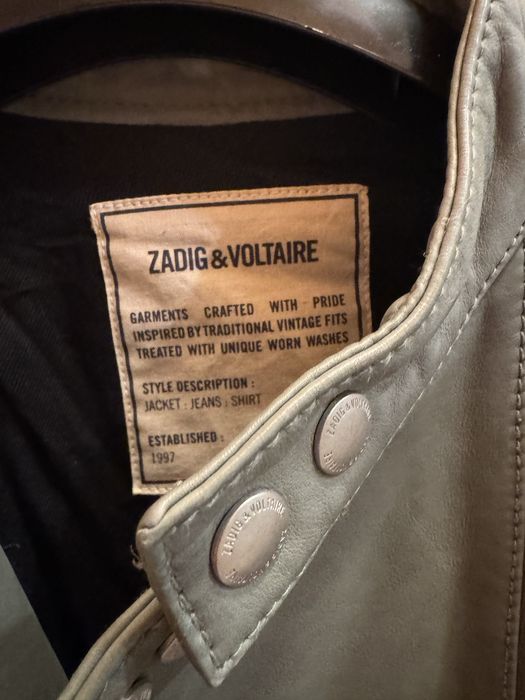 ZADIG&VOLTAIRE
GARMENTS CRAFTED WITH PRIDE
INSPIRED BY TRADITIONAL VINTAGE FITS
TREATED WITH UNIQUE WORN WASHES
STYLE DESCRIPTION :
JACKET : JEANS : SHIRT
ESTABLISHED :
1997
ZADIG & VOLTAIRE
ZADIG & VOLTAIRE